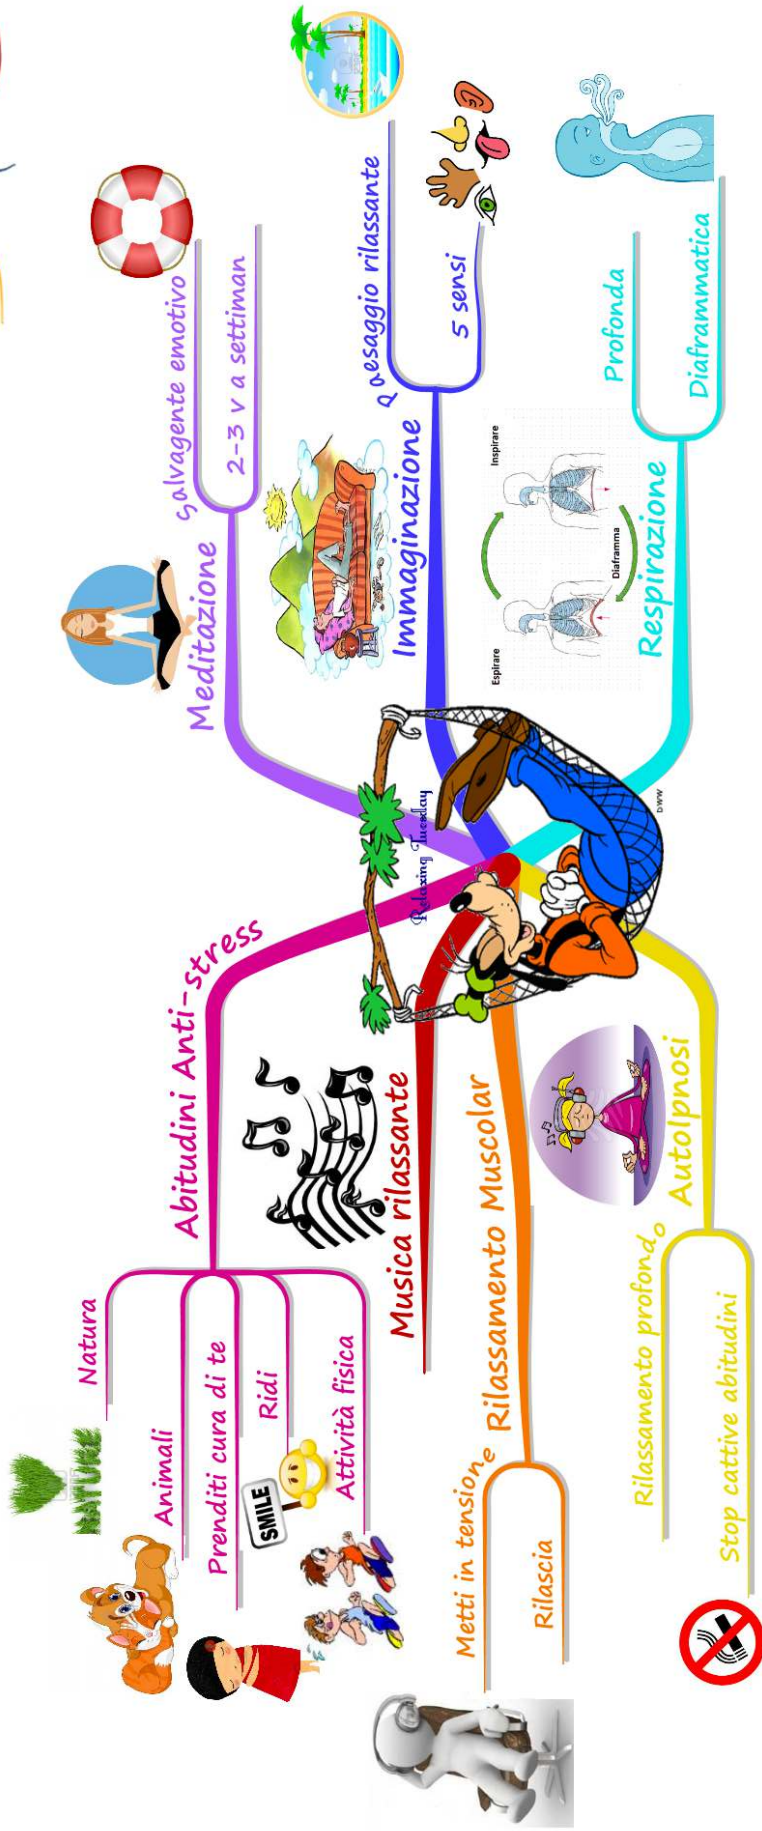 Relaxing Tuesday
Meditazione
Salvagente emotivo
2-3 v a settiman
Immaginazione
Paesaggio rilassante
5 sensi
Respirazione
Profonda
Diaframmatica
Espirare
Inspirare
Diaframma
AutoIpnosi
Rilassamento profondo
Stop cattive abitudini
Rilassamento Muscolar
Metti in tensione
Rilascia
Musica rilassante
Abitudini Anti-stress
Natura
Animali
Prenditi cura di te
Ridi
Attività fisica
NATURE
SMILE
DWW